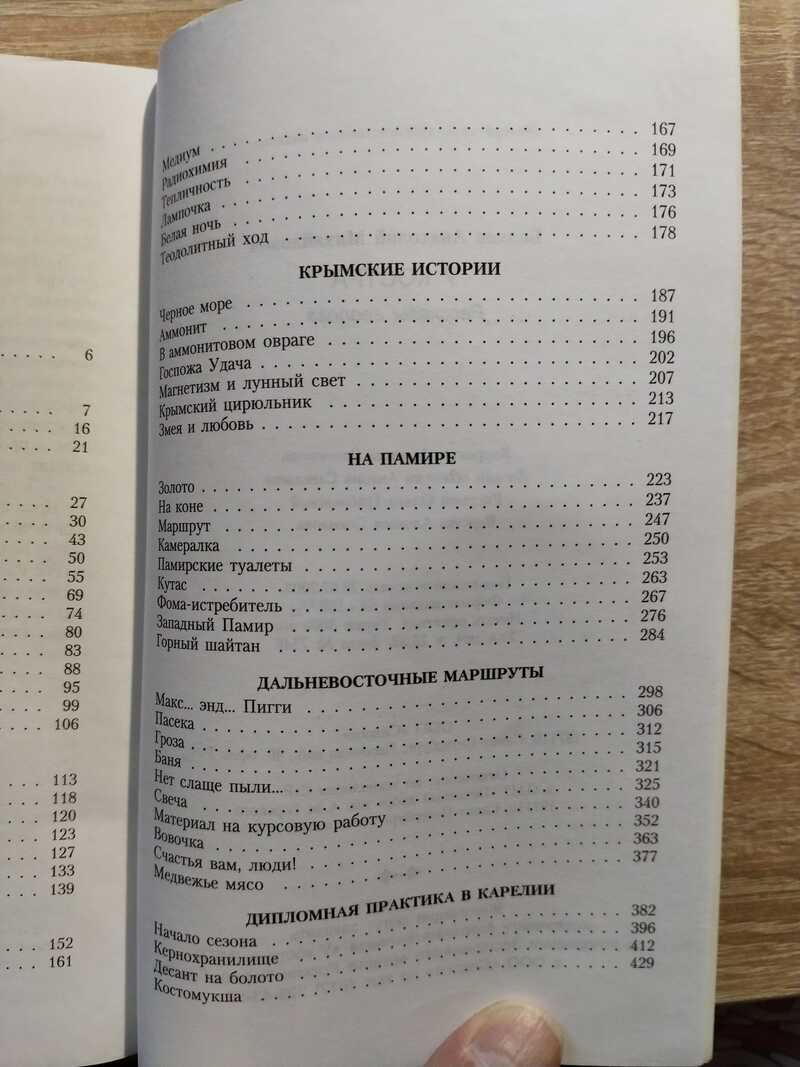 . . . . . 6
. . . . . 7
. . . . . 16
. . . . . 21
. . . . . 27
. . . . . 30
. . . . . 43
. . . . . 50
. . . . . 55
. . . . . 69
. . . . . 74
. . . . . 80
. . . . . 83
. . . . . 88
. . . . . 95
. . . . . 99
. . . . . 106
. . . . 113
. . . . 118
. . . . 120
. . . . 123
. . . . 127
. . . . 133
. . . . 139
. . . . 152
. . . . 161
Медиум . . . . . 167
Радиохимия . . . . . 169
Тепличность . . . . . 171
Лампочка . . . . . 173
Белая ночь . . . . . 176
Теодолитный ход . . . . . 178
КРЫМСКИЕ ИСТОРИИ
Черное море . . . . . 187
Аммонит . . . . . 191
В аммонитовом овраге . . . . . 196
Госпожа Удача . . . . . 202
Магнетизм и лунный свет . . . . . 207
Крымский цирюльник . . . . . 213
Змея и любовь . . . . . 217
НА ПАМИРЕ
Золото . . . . . 223
На коне . . . . . 237
Маршрут . . . . . 247
Камералка . . . . . 250
Памирские туалеты . . . . . 253
Кутас . . . . . 263
Фома-истребитель . . . . . 267
Западный Памир . . . . . 276
Горный шайтан . . . . . 284
ДАЛЬНЕВОСТОЧНЫЕ МАРШРУТЫ
Макс... энд... Пигги . . . . . 298
Пасека . . . . . 306
Гроза . . . . . 312
Баня . . . . . 315
Нет слаще пыли... . . . . . 321
Свеча . . . . . 325
Материал на курсовую работу . . . . . 340
Вовочка . . . . . 352
Счастья вам, люди! . . . . . 363
Медвежье мясо . . . . . 377
ДИПЛОМНАЯ ПРАКТИКА В КАРЕЛИИ
Начало сезона . . . . . 382
Кернохранилище . . . . . 396
Десант на болото . . . . . 412
Костомукша . . . . . 429